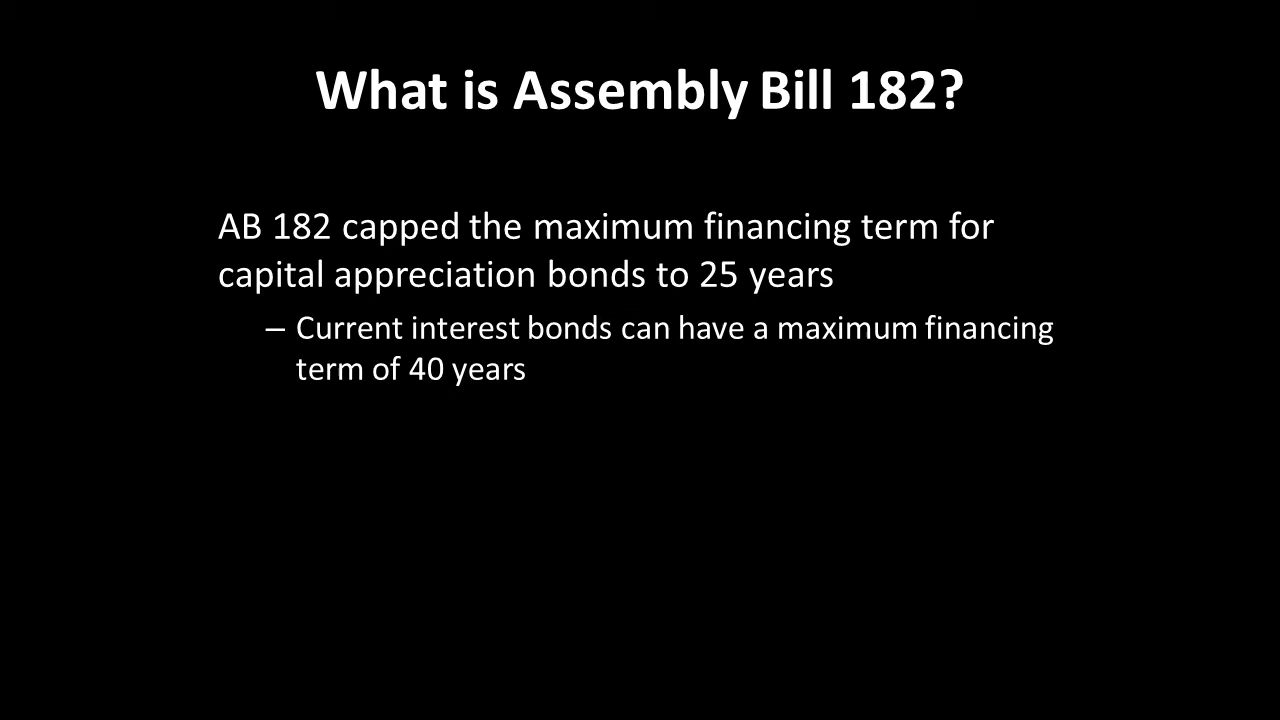 What is Assembly Bill 182?
AB 182 capped the maximum financing term for
capital appreciation bonds to 25 years
– Current interest bonds can have a maximum financing
term of 40 years